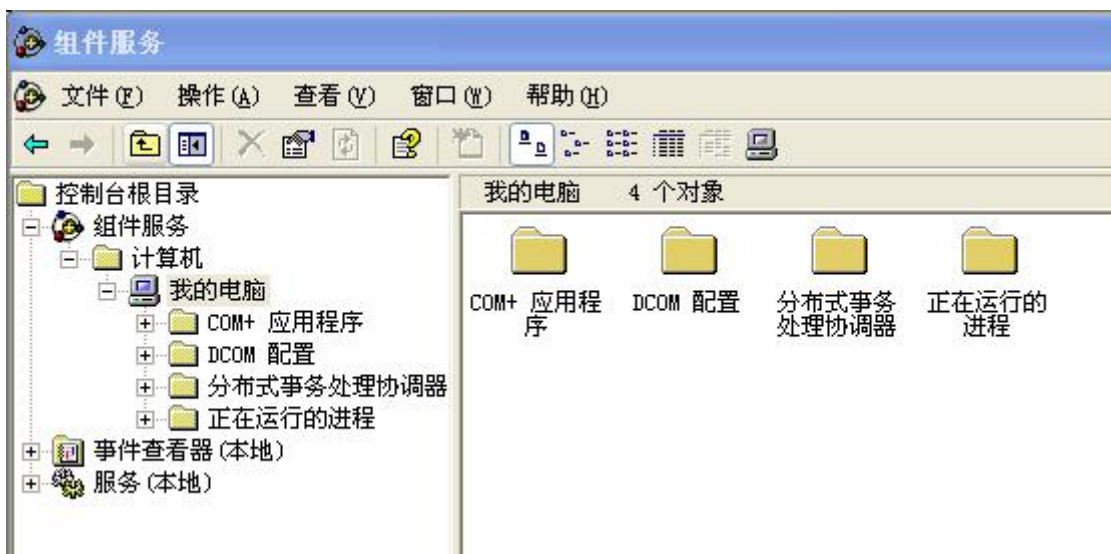 组件服务
文件(F) 操作(A) 查看(V) 窗口(W) 帮助(H)
控制台根目录
组件服务
计算机
我的电脑
COM+ 应用程序
DCOM 配置
分布式事务处理协调器
正在运行的进程
事件查看器(本地)
服务(本地)
我的电脑 4 个对象
COM+ 应用程
序
DCOM 配置
分布式事务
处理协调器
正在运行的
进程